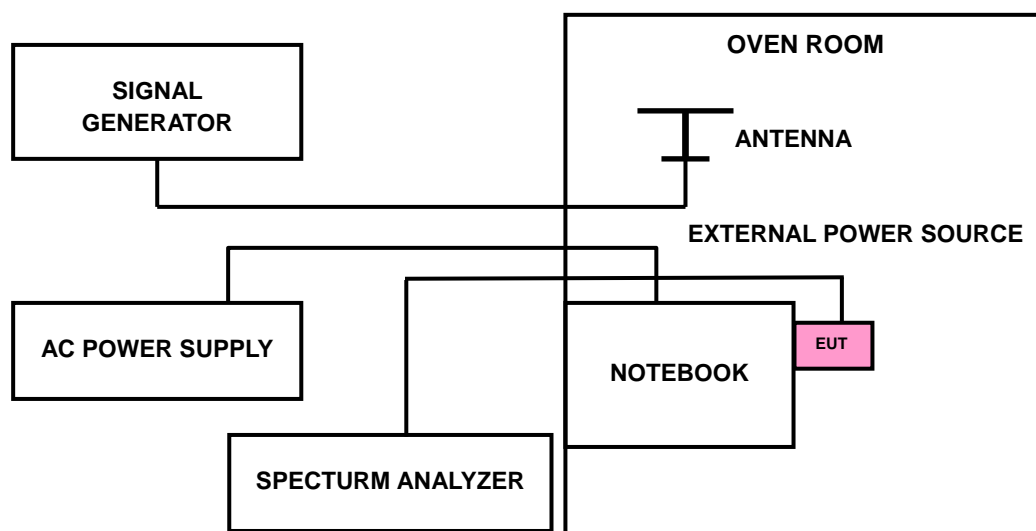 OVEN ROOM
SIGNAL
GENERATOR
ANTENNA
EXTERNAL POWER SOURCE
AC POWER SUPPLY
EUT
NOTEBOOK
SPECTURM ANALYZER